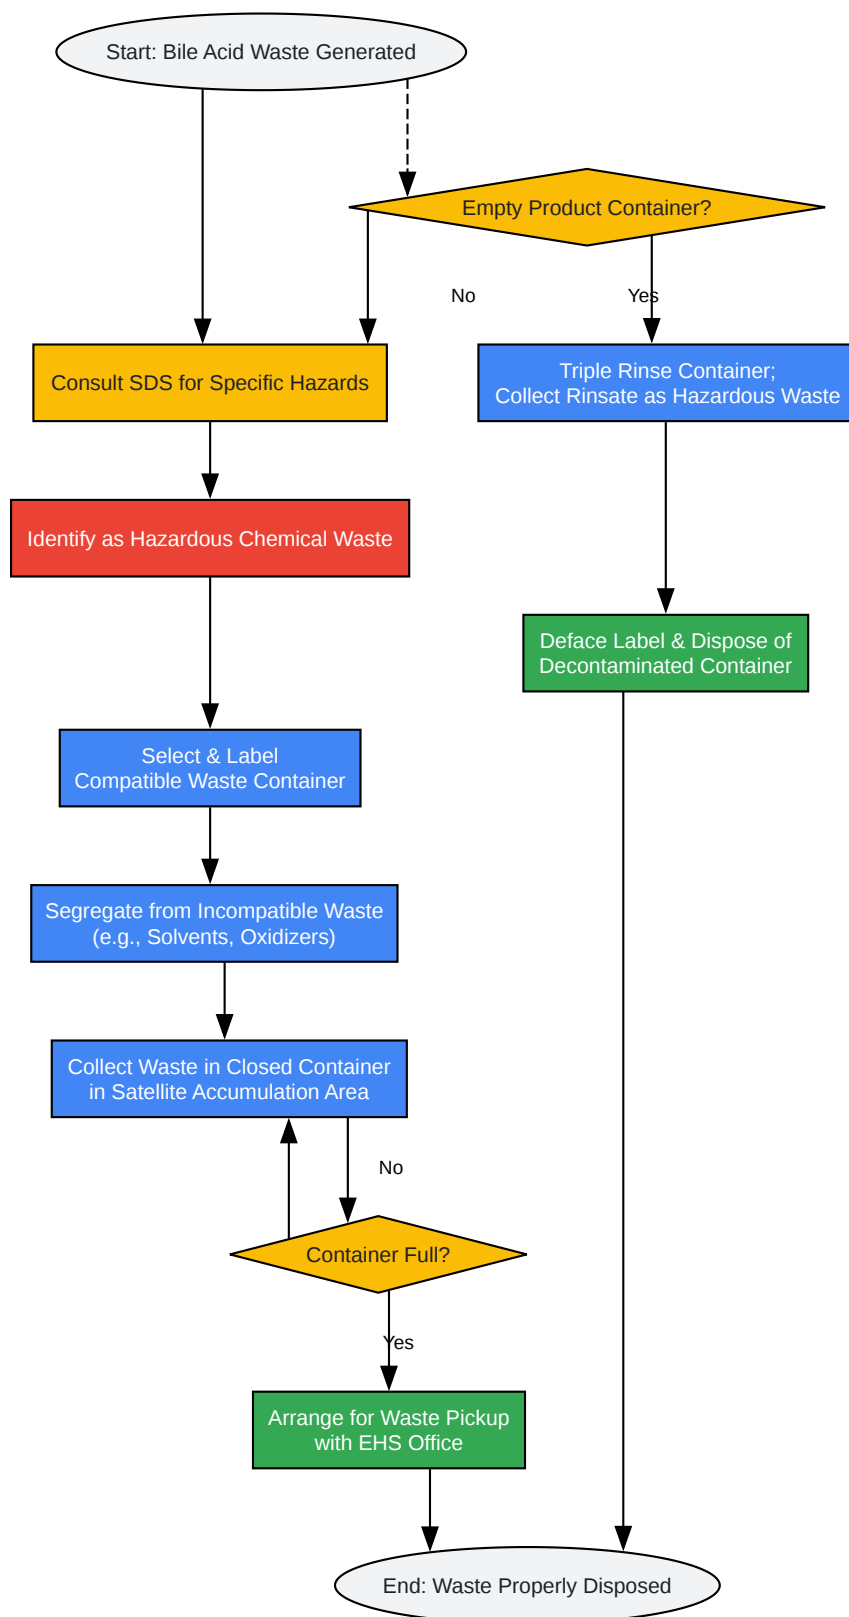 Start: Bile Acid Waste Generated
Empty Product Container?
No
Yes
Consult SDS for Specific Hazards
Triple Rinse Container;
Collect Rinsate as Hazardous Waste
Identify as Hazardous Chemical Waste
Deface Label & Dispose of
Decontaminated Container
Select & Label
Compatible Waste Container
Segregate from Incompatible Waste
(e.g., Solvents, Oxidizers)
Collect Waste in Closed Container
in Satellite Accumulation Area
No
Container Full?
Yes
Arrange for Waste Pickup
with EHS Office
End: Waste Properly Disposed